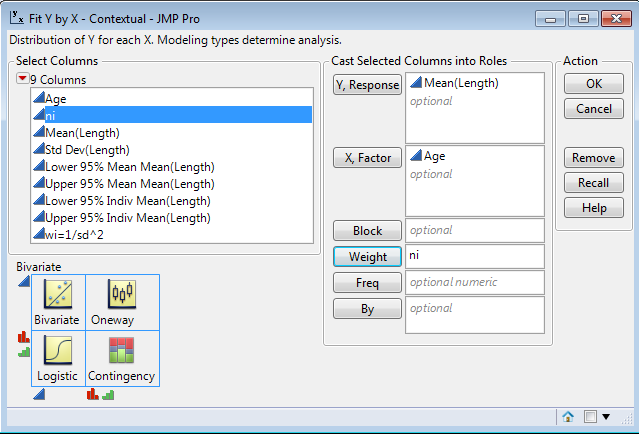 Fit Y by X - Contextual - JMP Pro
Distribution of Y for each X. Modeling types determine analysis.
Select Columns
9 Columns
Age
ni
Mean(Length)
Std Dev(Length)
Lower 95% Mean Mean(Length)
Upper 95% Mean Mean(Length)
Lower 95% Indiv Mean(Length)
Upper 95% Indiv Mean(Length)
wi=1/sd^2
Cast Selected Columns into Roles
Y, Response
Mean(Length)
optional
X, Factor
Age
optional
Block
optional
Weight
ni
Freq
optional numeric
By
optional
Action
OK
Cancel
Remove
Recall
Help
Bivariate
Bivariate
Oneway
Logistic
Contingency